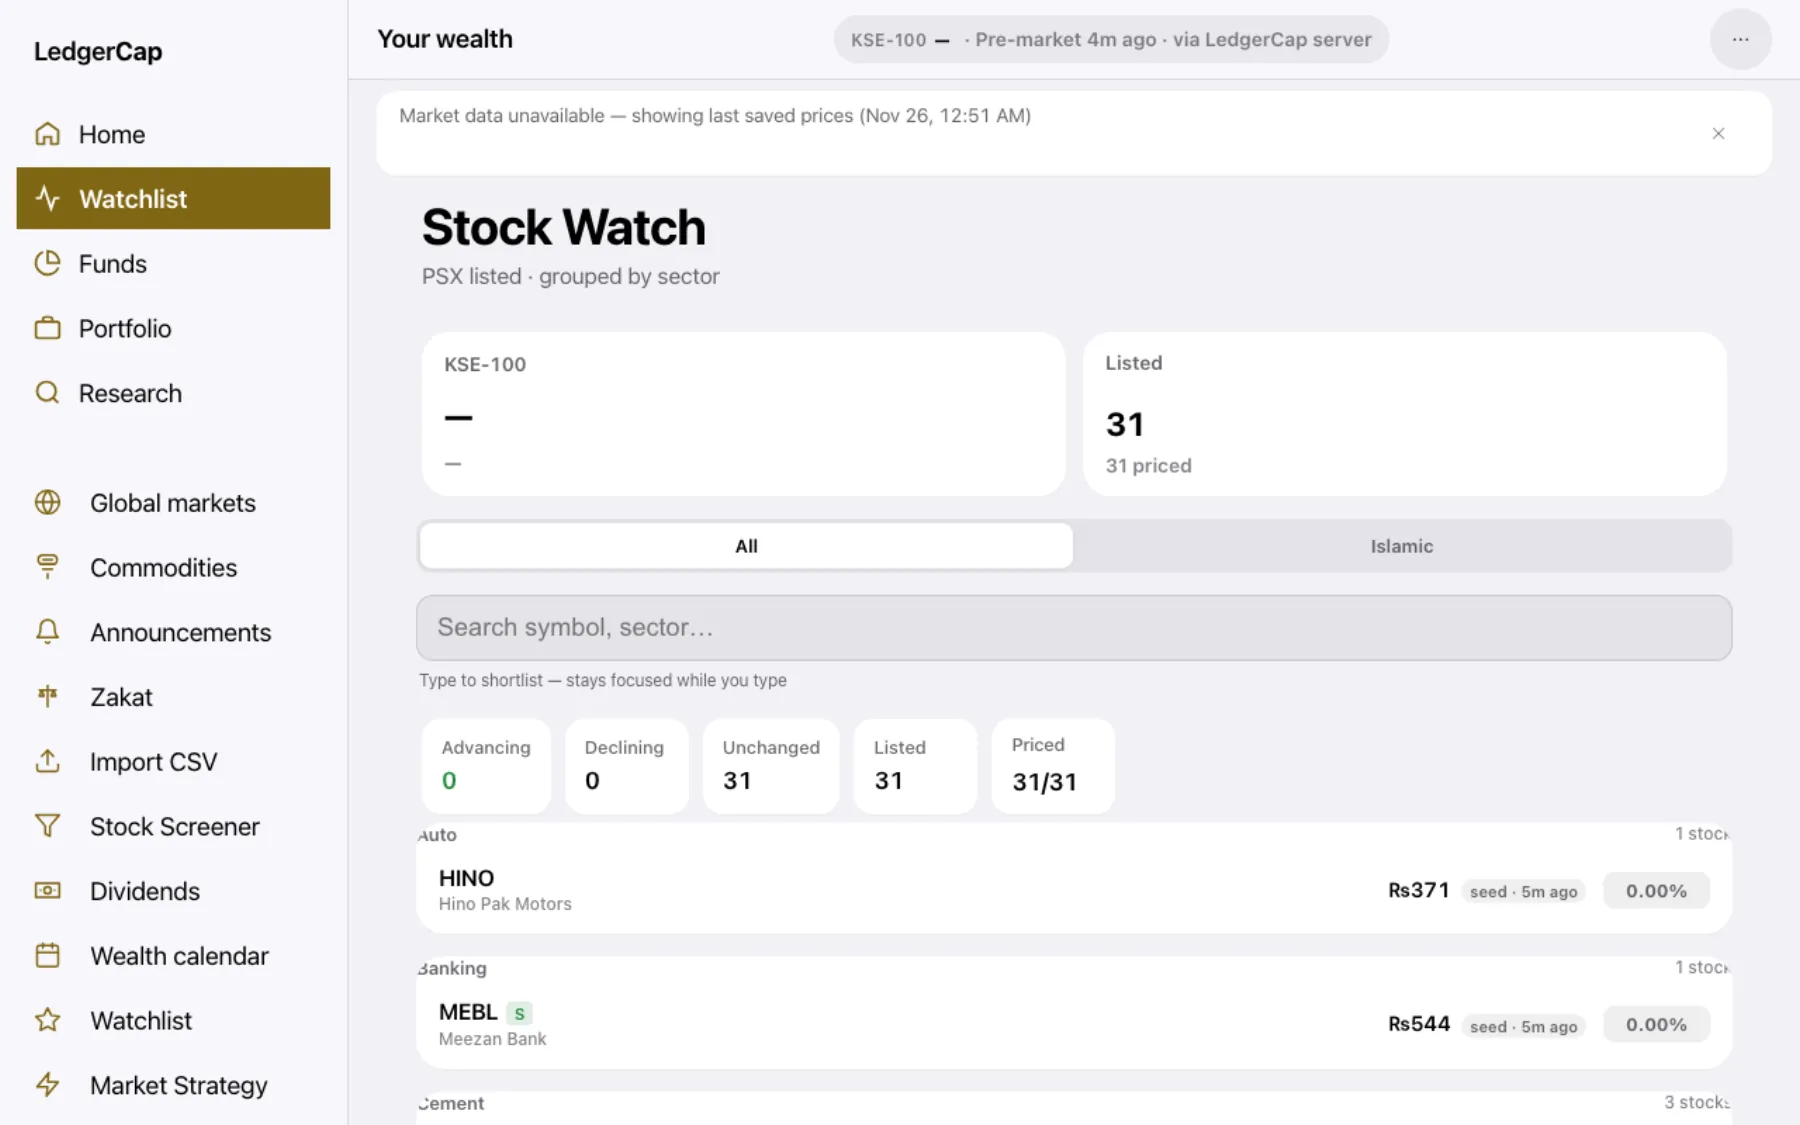 LedgerCap
Home
Watchlist
Funds
Portfolio
Research
Global markets
Commodities
Announcements
Zakat
Import CSV
Stock Screener
Dividends
Wealth calendar
Watchlist
Market Strategy
Your wealth
KSE-100 — · Pre-market 4m ago · via LedgerCap server
...
Market data unavailable — showing last saved prices (Nov 26, 12:51 AM)
Stock Watch
PSX listed · grouped by sector
KSE-100
—
—
Listed
31
31 priced
All
Islamic
Search symbol, sector…
Type to shortlist — stays focused while you type
Advancing
0
Declining
0
Unchanged
31
Listed
31
Priced
31/31
Auto
1 stock
HINO
Hino Pak Motors
₨371 seed · 5m ago 0.00%
Banking
1 stock
MEBL S
Meezan Bank
₨544 seed · 5m ago 0.00%
Cement
3 stocks